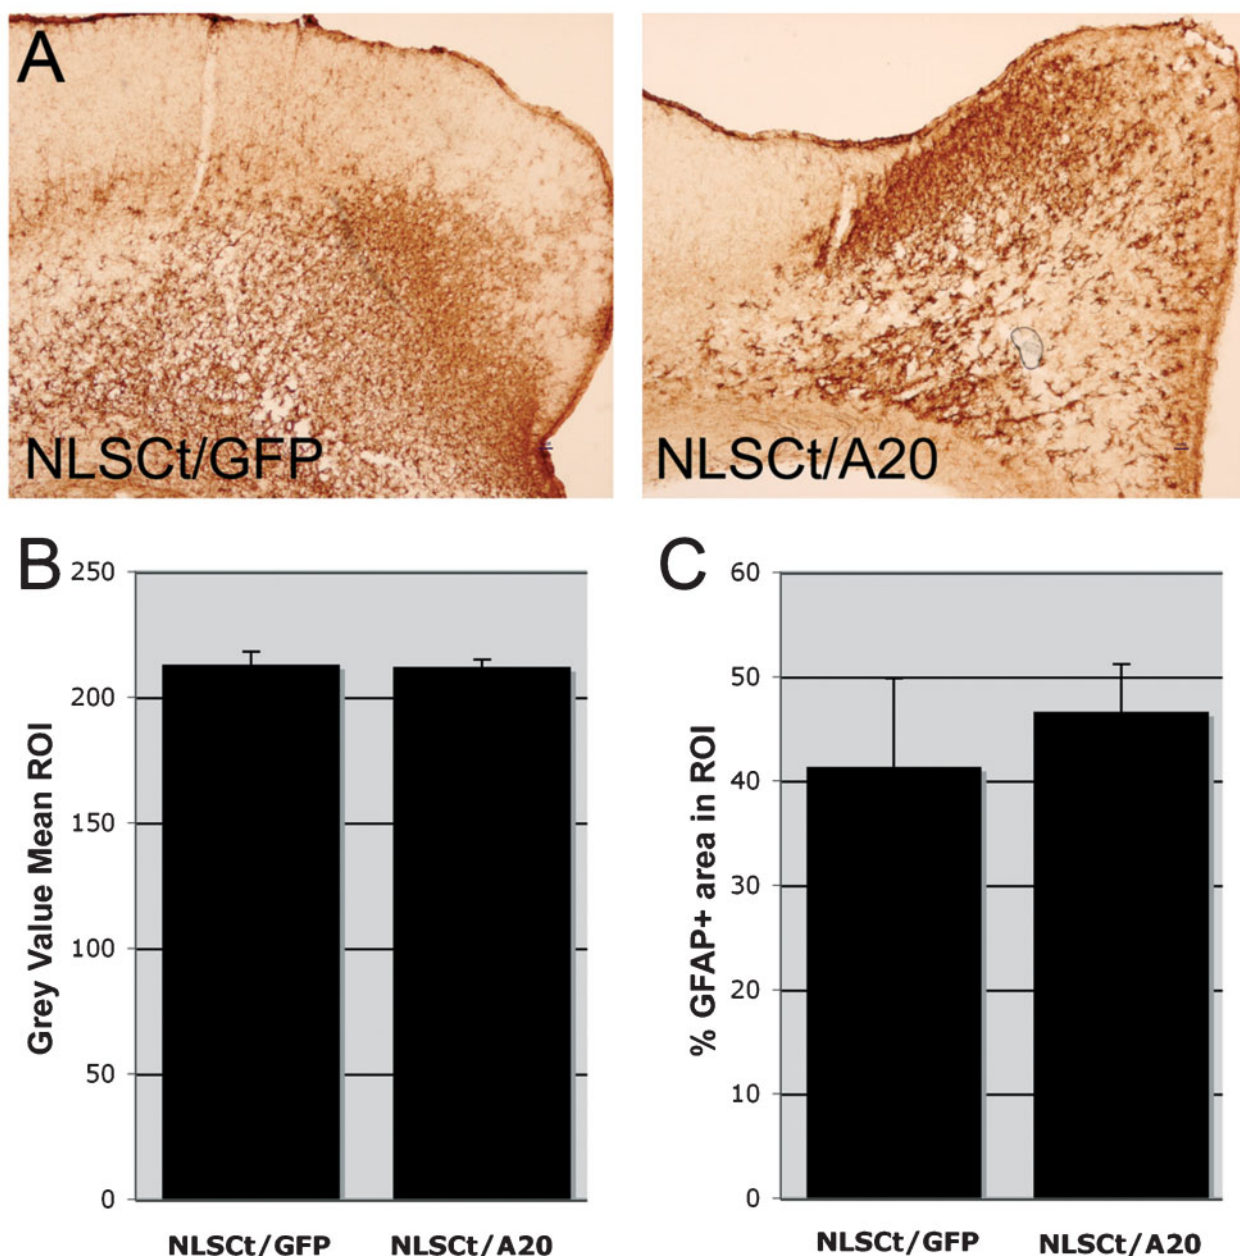 A
NLSCt/GFP
NLSCt/A20
B
Grey Value Mean ROI
250
200
150
100
50
0
NLSCt/GFP
NLSCt/A20
C
% GFAP+ area in ROI
60
50
40
30
20
10
0
NLSCt/GFP
NLSCt/A20